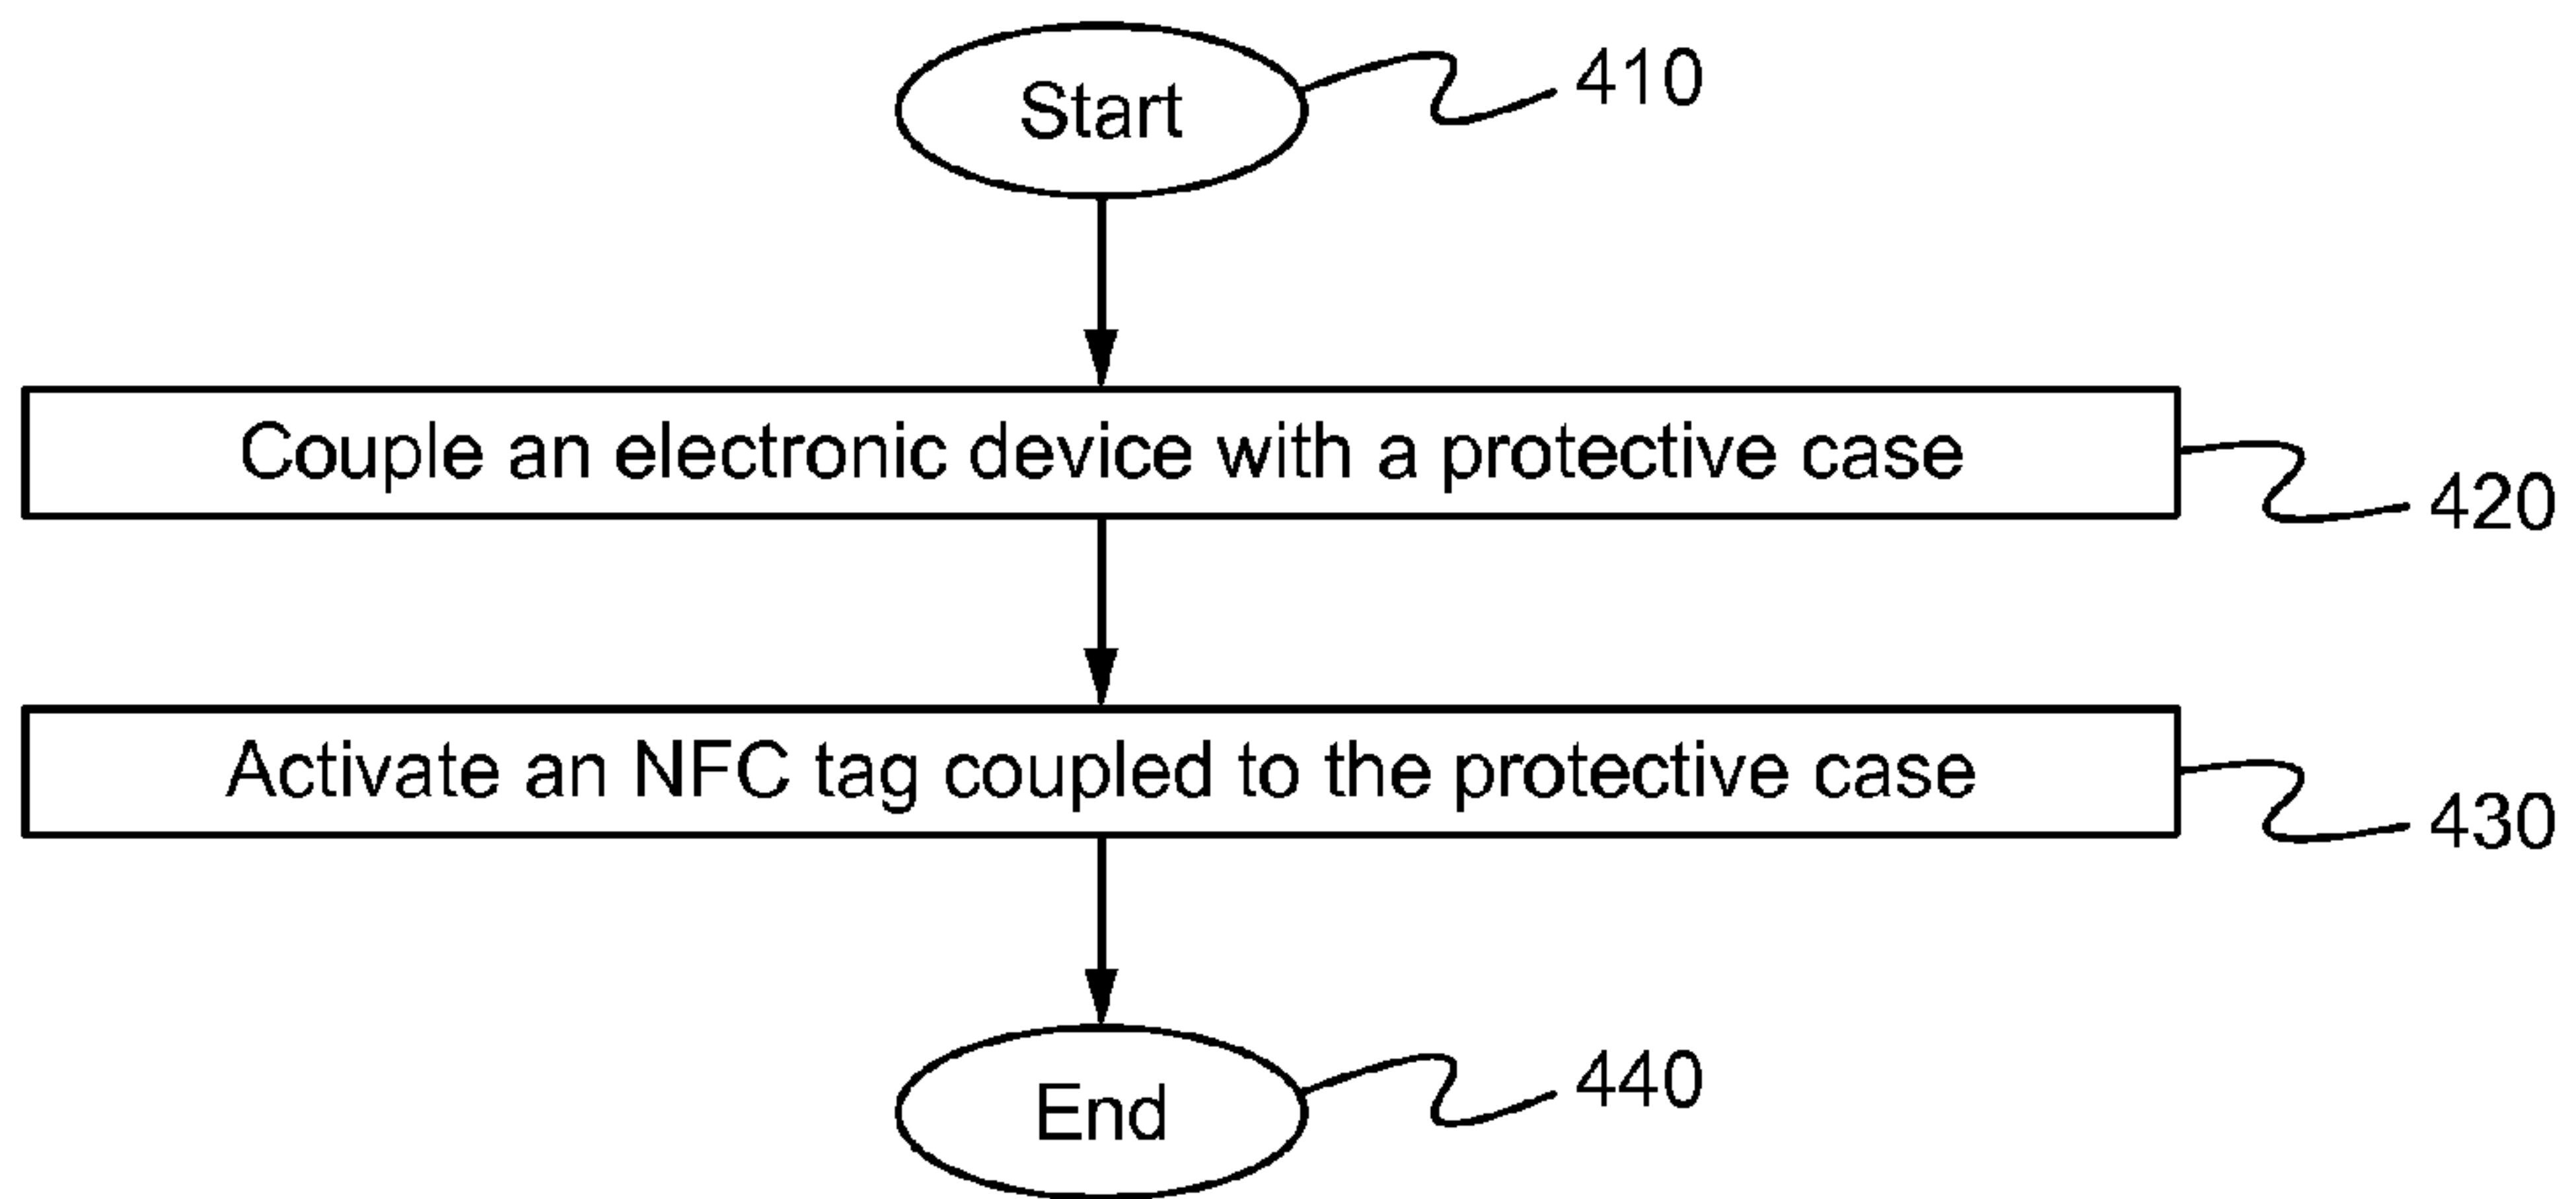 Start
410
Couple an electronic device with a protective case
420
Activate an NFC tag coupled to the protective case
430
End
440